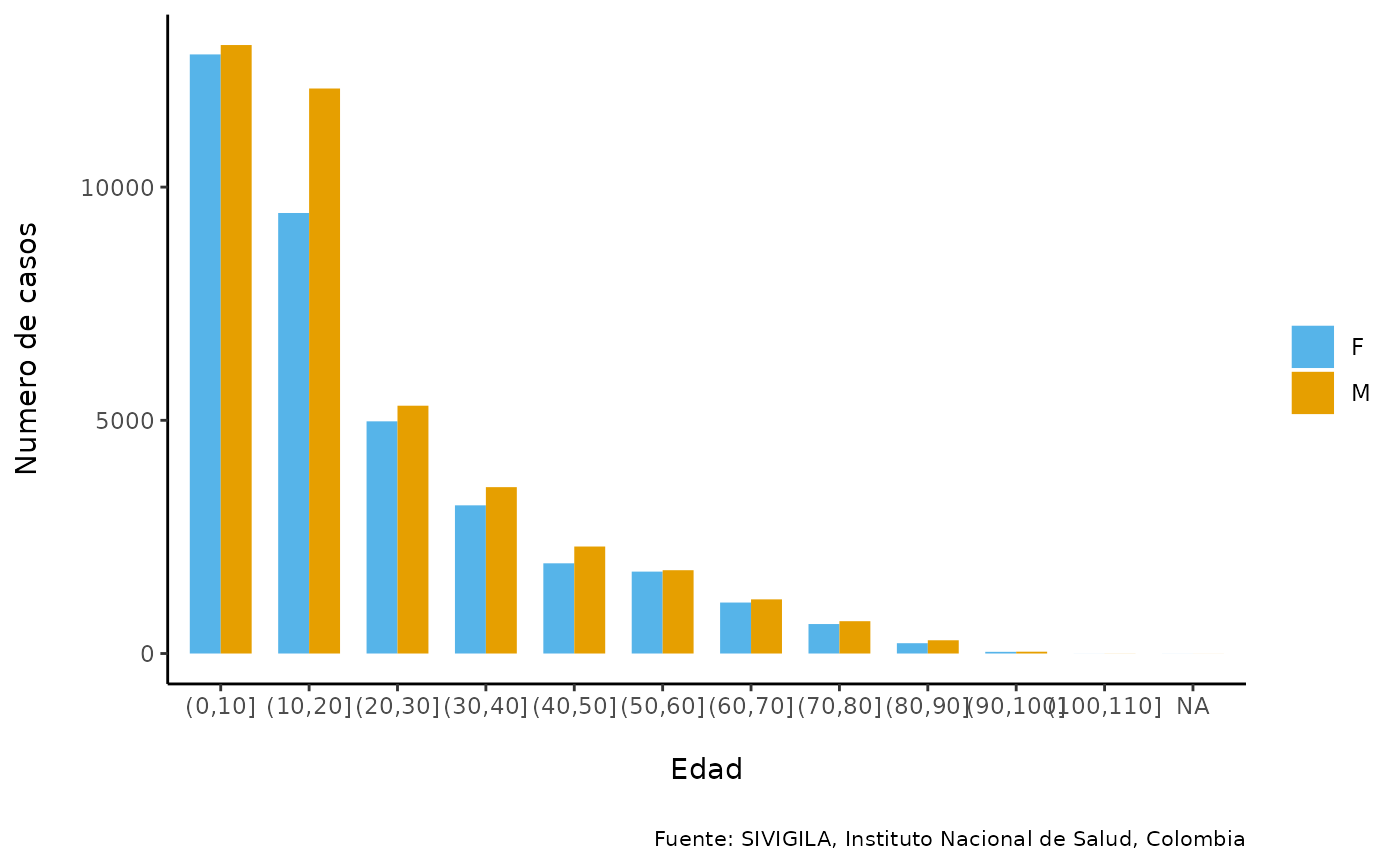 Numero de casos
10000
5000
0
(0,10] (10,20] (20,30] (30,40] (40,50] (50,60] (60,70] (70,80] (80,90] (90,100] (100,110] NA
Edad
F
M
Fuente: SIVIGILA, Instituto Nacional de Salud, Colombia